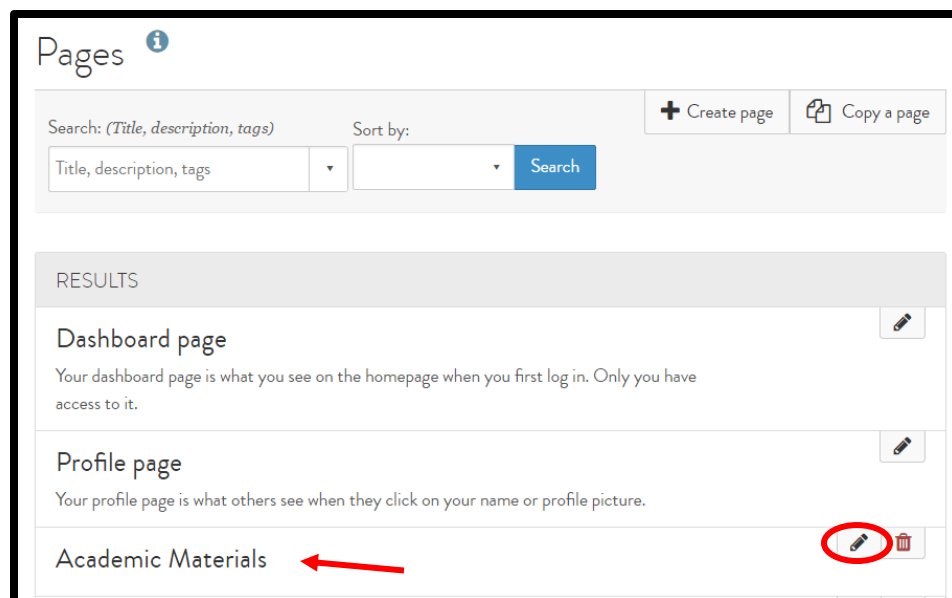 Pages
Create page
Copy a page
Search: (Title, description, tags)
Sort by:
Title, description, tags
Search
RESULTS
Dashboard page
Your dashboard page is what you see on the homepage when you first log in. Only you have
access to it.
Profile page
Your profile page is what others see when they click on your name or profile picture.
Academic Materials